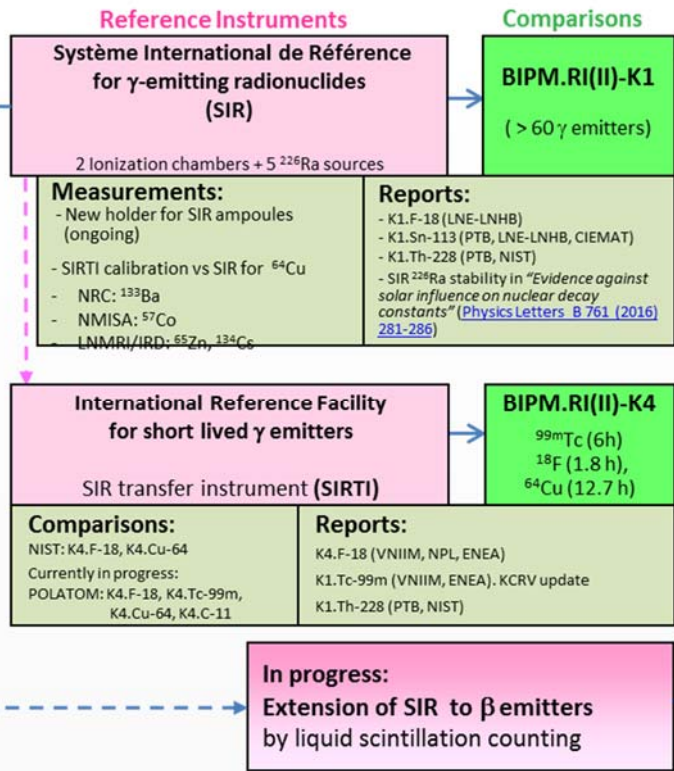 Reference Instruments
Comparisons
Système International de Référence
for γ-emitting radionuclides
(SIR)
2 Ionization chambers + 5 ²²⁶Ra sources
BIPM.RI(II)-K1
( > 60 γ emitters)
Measurements:
- New holder for SIR ampoules
(ongoing)
- SIRTI calibration vs SIR for ⁶⁴Cu
- NRC: ¹³³Ba
- NMISA: ⁵⁷Co
- LNMRI/IRD: ⁶⁵Zn, ¹³⁴Cs
Reports:
- K1.F-18 (LNE-LNHB)
- K1.Sn-113 (PTB, LNE-LNHB, CIEMAT)
- K1.Th-228 (PTB, NIST)
- SIR ²²⁶Ra stability in "Evidence against
solar influence on nuclear decay
constants" (Physics Letters B 761 (2016)
281-286)
International Reference Facility
for short lived γ emitters
SIR transfer instrument (SIRTI)
BIPM.RI(II)-K4
⁹⁹ᵐTc (6h)
¹⁸F (1.8 h),
⁶⁴Cu (12.7 h)
Comparisons:
NIST: K4.F-18, K4.Cu-64
Currently in progress:
POLATOM: K4.F-18, K4.Tc-99m,
K4.Cu-64, K4.C-11
Reports:
K4.F-18 (VNIIM, NPL, ENEA)
K1.Tc-99m (VNIIM, ENEA). KCRV update
K1.Th-228 (PTB, NIST)
In progress:
Extension of SIR to β emitters
by liquid scintillation counting